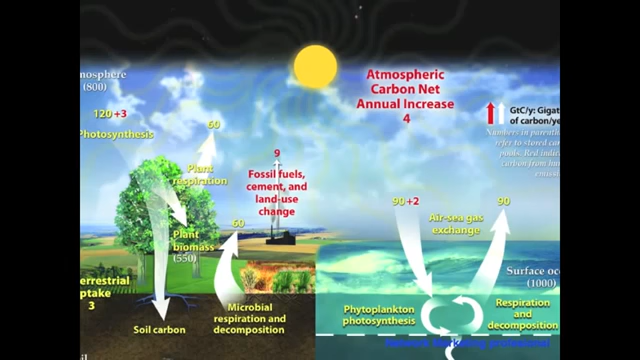 mosphere
(800)
120 +3
Photosynthesis
60
Plant
respiration
9
Fossil fuels,
cement, and
land-use
change
Atmospheric
Carbon Net
Annual Increase
4
GtC/y: Gigat
of carbon/ye
Numbers in parenth
refer to stored car
pools. Red indic
carbon from hu
emissi
90 +2
90
Air-sea gas
exchange
Plant
biomass
(550)
60
errestrial
ptake
3
Soil carbon
Microbial
respiration and
decomposition
Surface oce
(1000)
Phytoplankton
photosynthesis
Respiration
and
decomposition